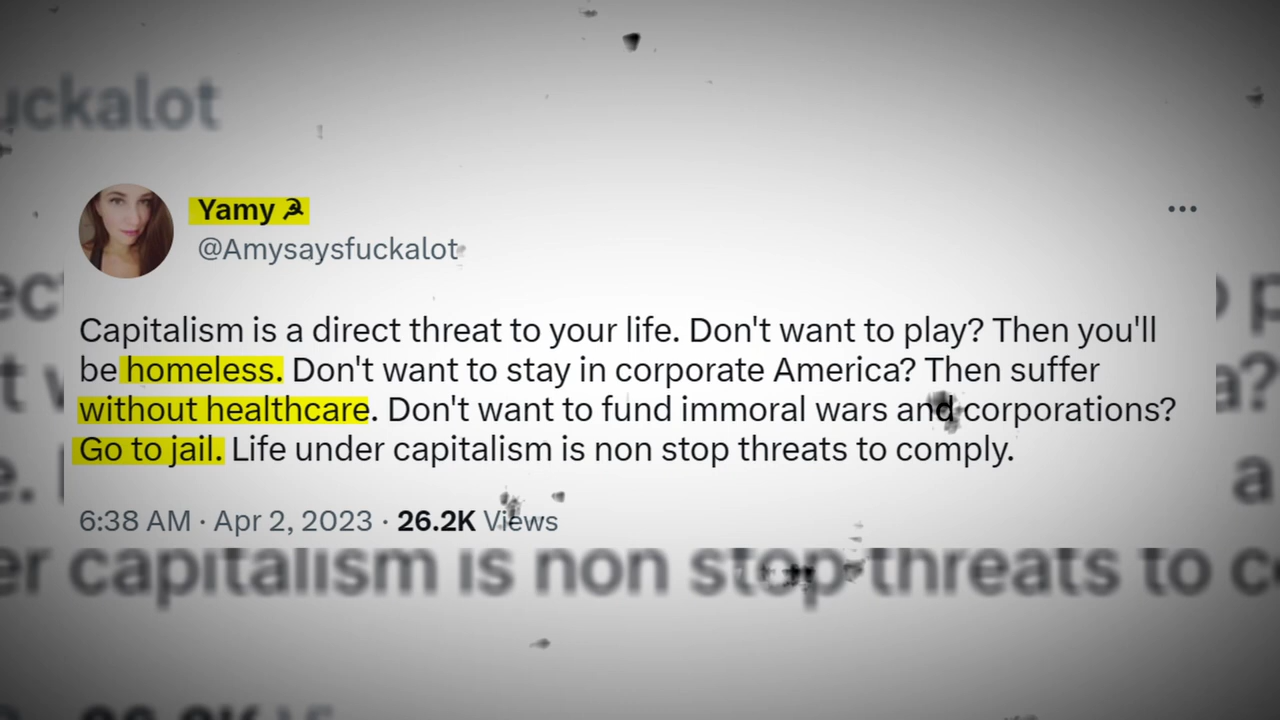 uckalot
Yamy ☭
@Amysaysfuckalot
Capitalism is a direct threat to your life. Don't want to play? Then you'll
be homeless. Don't want to stay in corporate America? Then suffer
without healthcare. Don't want to fund immoral wars and corporations?
Go to jail. Life under capitalism is non stop threats to comply.
6:38 AM · Apr 2, 2023 · 26.2K Views
er capitalism is non stop threats to c